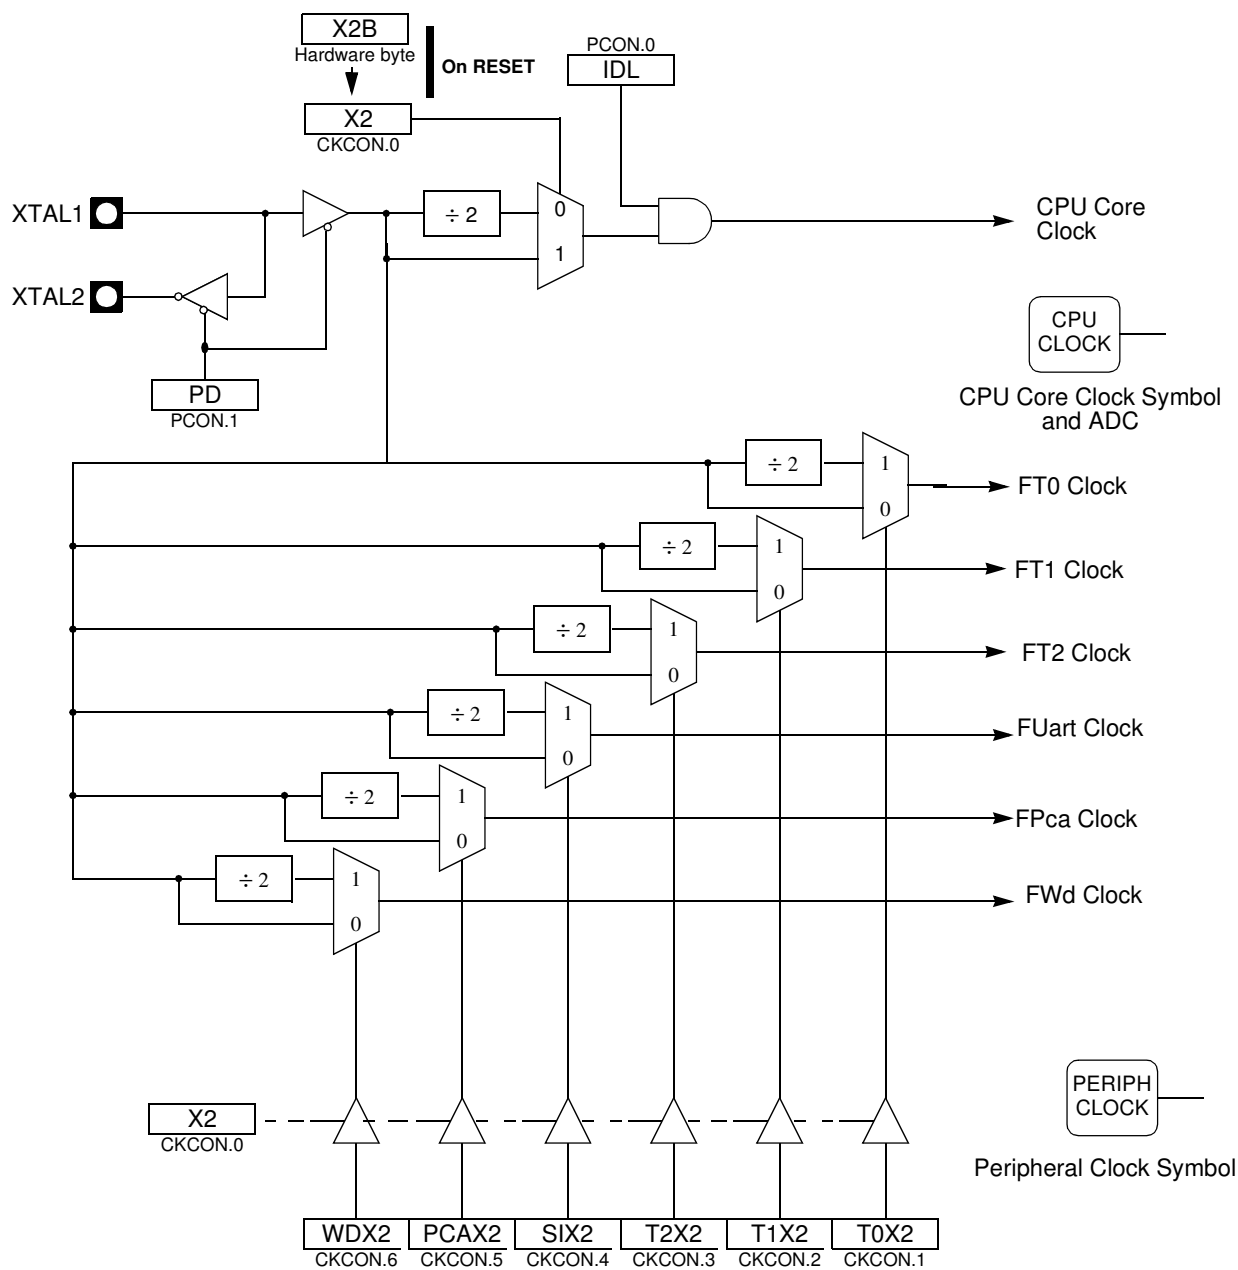 X2B
Hardware byte
On RESET
PCON.0
IDL
X2
CKCON.0
XTAL1
÷ 2
0
1
CPU Core
Clock
XTAL2
CPU
CLOCK
PD
PCON.1
CPU Core Clock Symbol
and ADC
÷ 2
1
0
FT0 Clock
÷ 2
1
0
FT1 Clock
÷ 2
1
0
FT2 Clock
÷ 2
1
0
FUart Clock
÷ 2
1
0
FPca Clock
÷ 2
1
0
FWd Clock
X2
CKCON.0
PERIPH
CLOCK
Peripheral Clock Symbol
WDX2
CKCON.6
PCAX2
CKCON.5
SIX2
CKCON.4
T2X2
CKCON.3
T1X2
CKCON.2
T0X2
CKCON.1